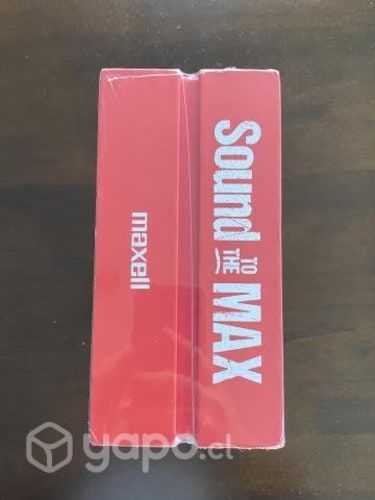 Sound
TO
THE
MAX
maxell
yapo.cl